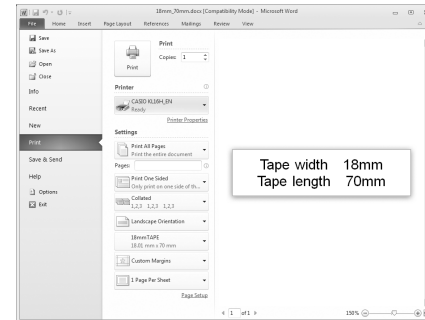 18mm_70mm.docx [Compatibility Mode] - Microsoft Word
File Home Insert Page Layout References Mailings Review View
Save
Save As
Open
Close
Info
Recent
New
Print
Save & Send
Help
Options
Exit
Print
Copies: 1
Print
Printer
CASIO KL16H_EN
Ready
Printer Properties
Settings
Print All Pages
Print the entire document
Pages:
Print One Sided
Only print on one side of th...
Collated
1,2,3 1,2,3 1,2,3
Landscape Orientation
18mmTAPE
18.01 mm x 70 mm
Custom Margins
1 Page Per Sheet
Page Setup
Tape width 18mm
Tape length 70mm
1 of 1
150%